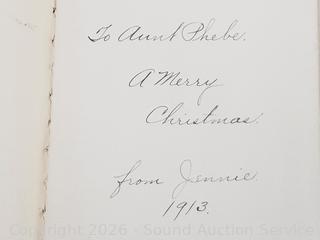 To Aunt Phebe.
A Merry
Christmas.
from Jennie.
1913.
Copyright 2026 - Sound Auction Service